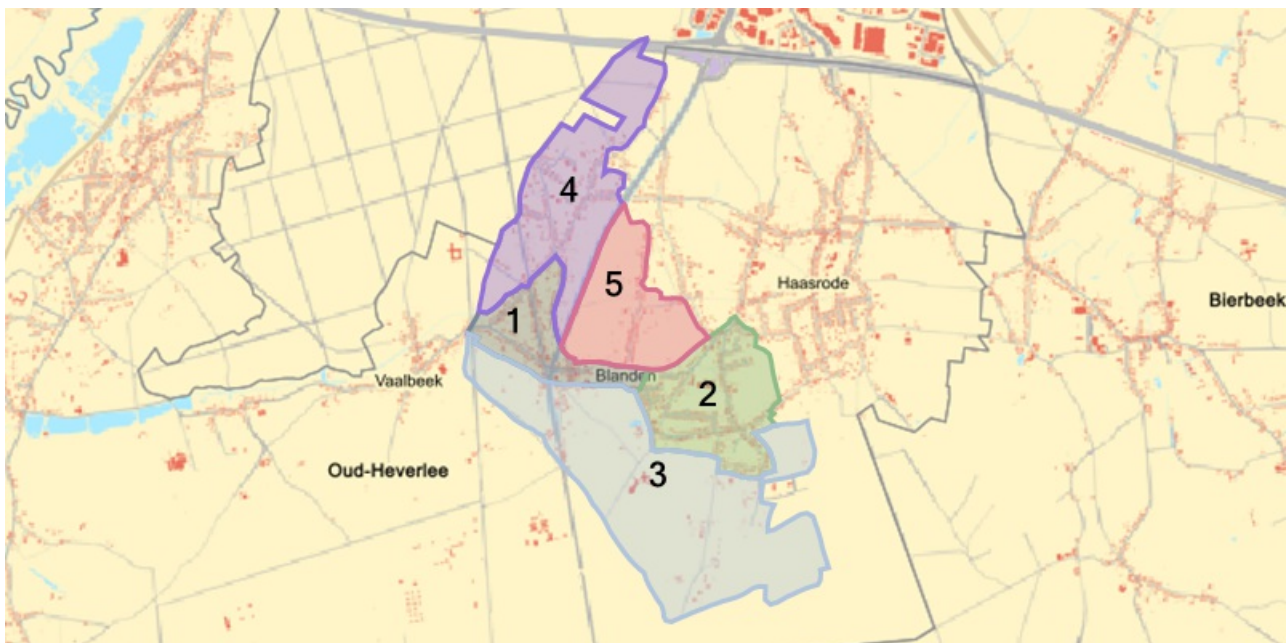 4
5
Haasrode
Bierbeek
1
Vaalbeek
Blanden
2
Oud-Heverlee
3